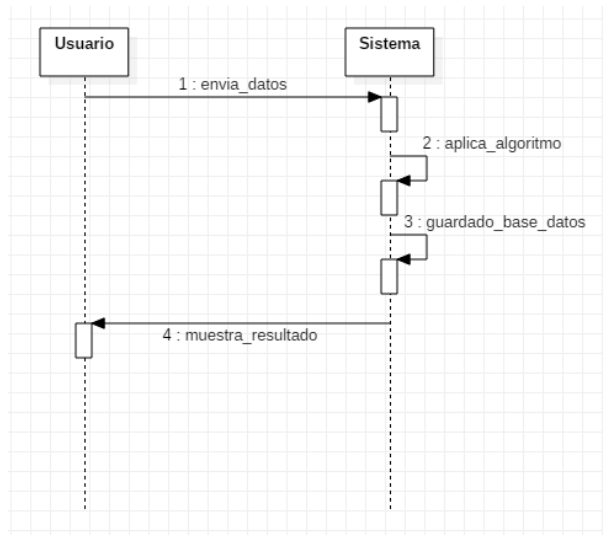 Usuario
Sistema
1 : envia_datos
2 : aplica_algoritmo
3 : guardado_base_datos
4 : muestra_resultado